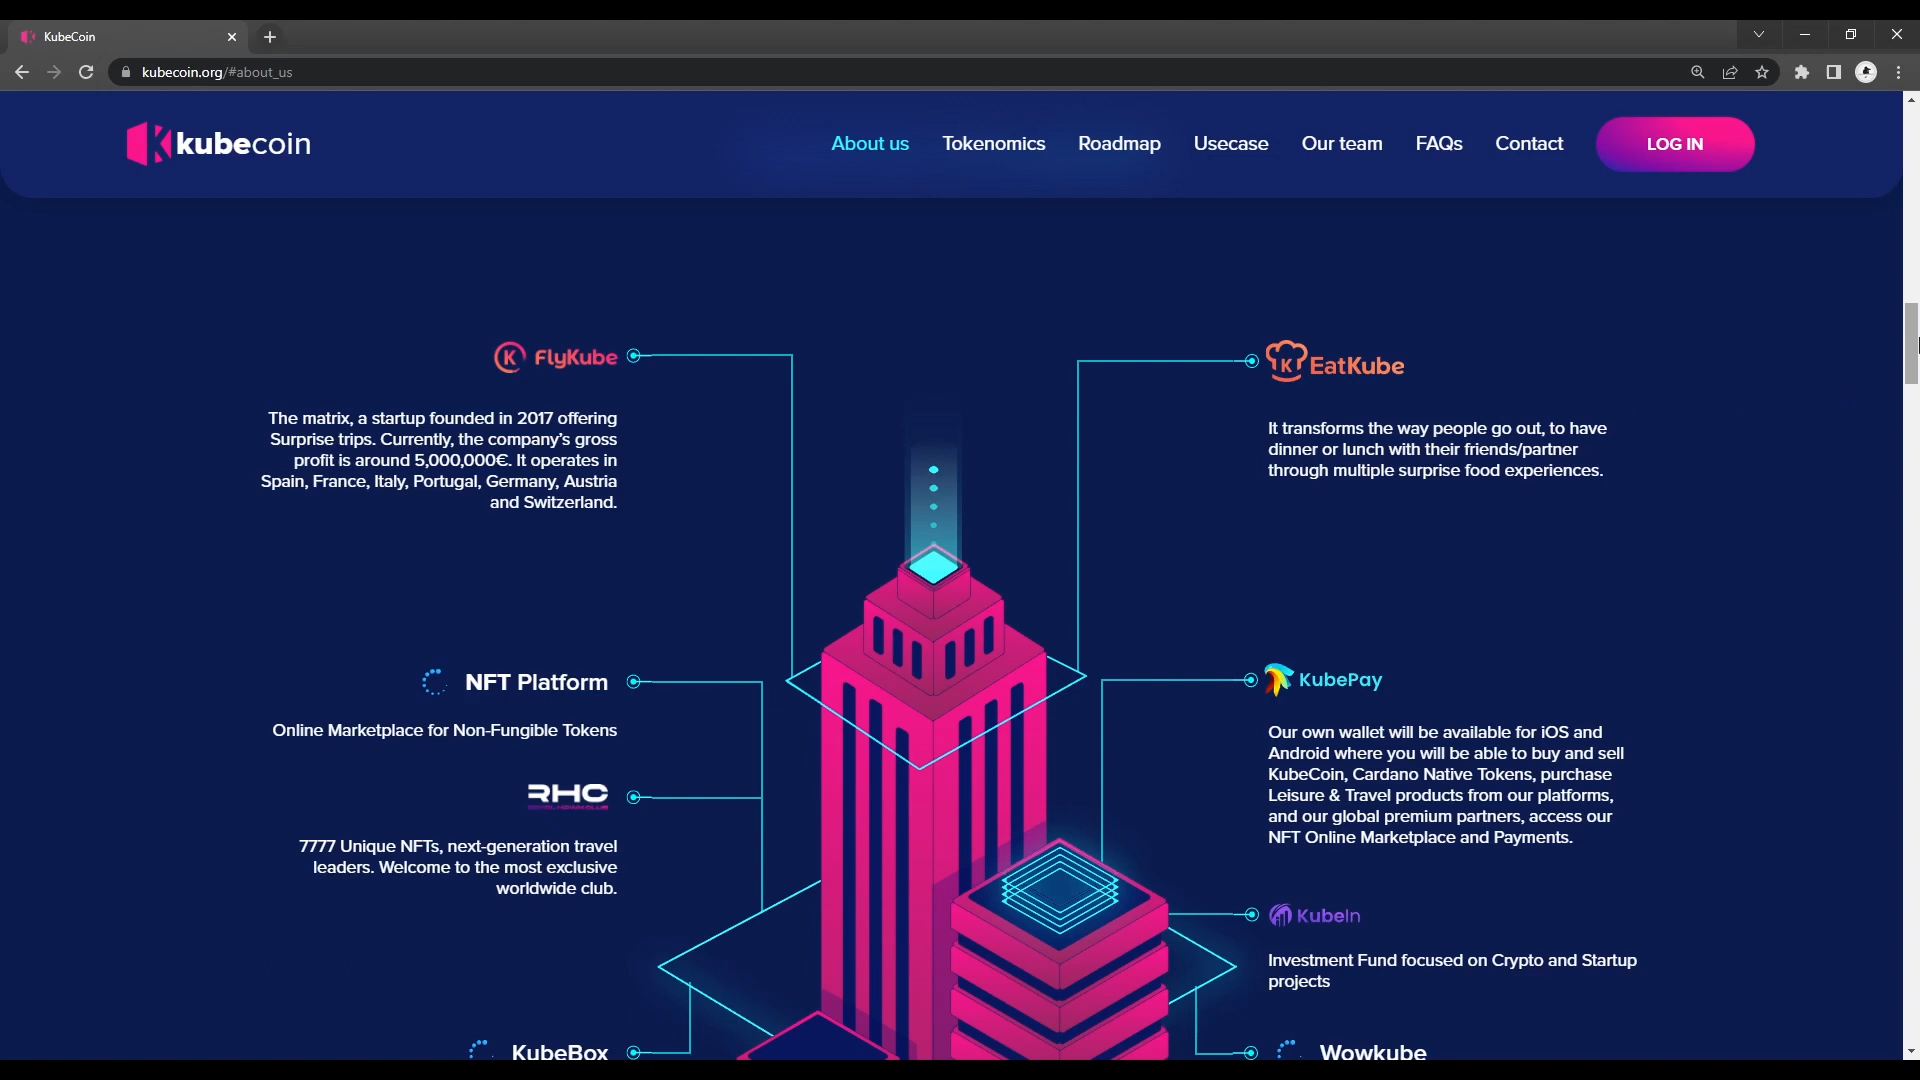 KubeCoin
kubecoin.org/#about_us
kubecoin
About us
Tokenomics
Roadmap
Usecase
Our team
FAQs
Contact
LOG IN
K FlyKube
The matrix, a startup founded in 2017 offering
Surprise trips. Currently, the company's gross
profit is around 5,000,000€. It operates in
Spain, France, Italy, Portugal, Germany, Austria
and Switzerland.
K EatKube
It transforms the way people go out, to have
dinner or lunch with their friends/partner
through multiple surprise food experiences.
NFT Platform
Online Marketplace for Non-Fungible Tokens
RHC
7777 Unique NFTs, next-generation travel
leaders. Welcome to the most exclusive
worldwide club.
KubePay
Our own wallet will be available for iOS and
Android where you will be able to buy and sell
KubeCoin, Cardano Native Tokens, purchase
Leisure & Travel products from our platforms,
and our global premium partners, access our
NFT Online Marketplace and Payments.
KubeIn
Investment Fund focused on Crypto and Startup
projects
KubeBox
Wowkube